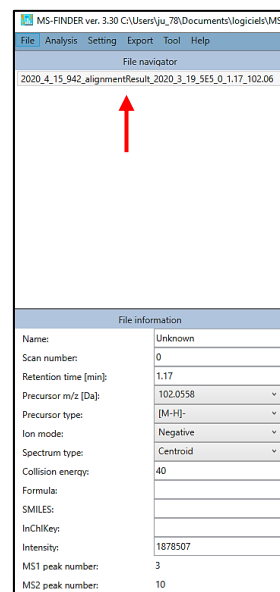 MS-FINDER ver. 3.30 C:\Users\ju_78\Documents\logiciels\MS
File Analysis Setting Export Tool Help
File navigator
2020_4_15_942_alignmentResult_2020_3_19_5E5_0_1.17_102.06
File information
Name: Unknown
Scan number: 0
Retention time [min]: 1.17
Precursor m/z [Da]: 102.0558
Precursor type: [M-H]-
Ion mode: Negative
Spectrum type: Centroid
Collision energy: 40
Formula:
SMILES:
InChIKey:
Intensity: 1878507
MS1 peak number: 3
MS2 peak number: 10